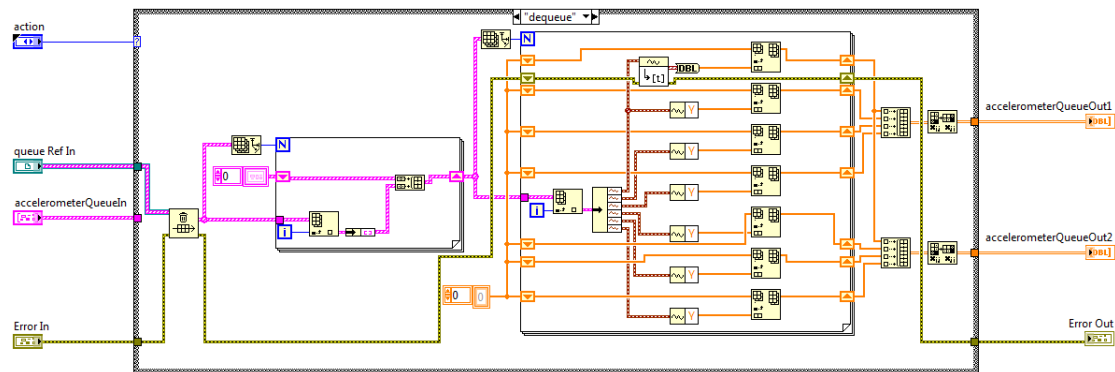 "dequeue"
action
?
N
N
[t]
DBL
accelerometerQueueOut1
DBL]
Y
queue Ref In
0
Y
accelerometerQueueIn
i
i
Y
accelerometerQueueOut2
DBL]
Y
0
0
Y
Error In
Y
Error Out